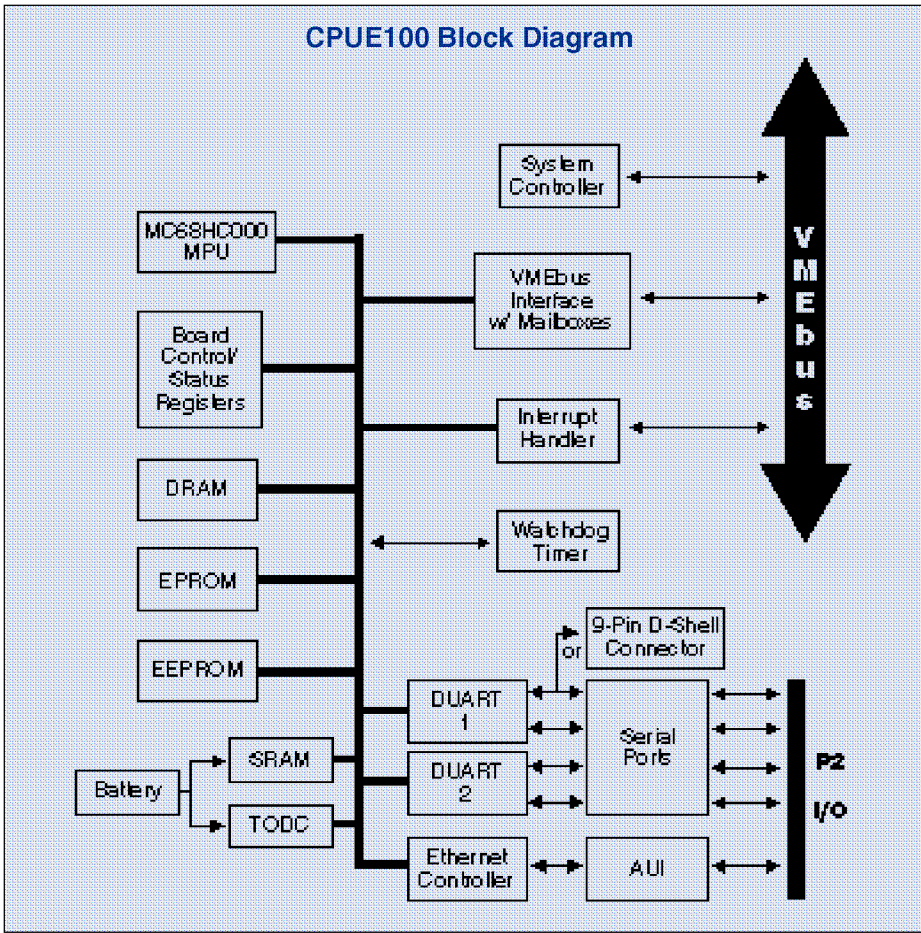 CPUE100 Block Diagram
System
Controller
MC68HC000
MPU
VMEbus
Interface
w/ Mailboxes
VMEbus
Board
Control/
Status
Registers
Interrupt
Handler
DRAM
Watchdog
Timer
EPROM
9-Pin D-Shell
Connector
or
EEPROM
DUART
1
Serial
Ports
P2
I/O
SRAM
DUART
2
Battery
TODC
Ethernet
Controller
AUI